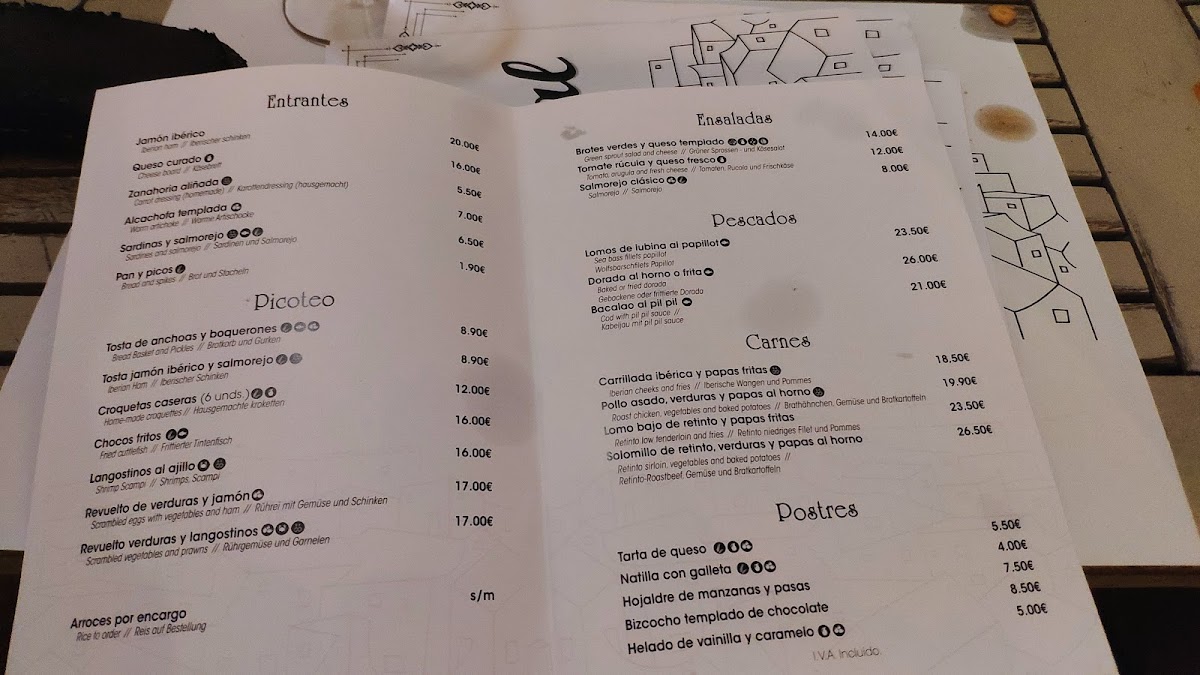 Entrantes
Jamón ibérico 20.00€
Iberian ham // Iberischer schinken
Queso curado 16.00€
Cheese board // Käsebrett
Zanahoria aliñada 5.50€
Carrot dressing (homemade) // Karottendressing (hausgemacht)
Alcachofa templada 7.00€
Warm artichoke // Warme Artischocke
Sardinas y salmorejo 6.50€
Sardines and salmorejo // Sardinen und Salmorejo
Pan y picos 1.90€
Bread and spikes // Brot und Stacheln
Picoteo
Tosta de anchoas y boquerones 8.90€
Bread Basket and Pickles // Brotkorb und Gurken
Tosta jamón ibérico y salmorejo 8.90€
Iberian Ham // Iberischer Schinken
Croquetas caseras (6 unds.) 12.00€
Home-made croquettes // Hausgemachte kroketten
Chocos fritos 16.00€
Fried cuttlefish // Frittierter Tintenfisch
Langostinos al ajillo 16.00€
Shrimp Scampi // Shrimps, Scampi
Revuelto de verduras y jamón 17.00€
Scrambled eggs with vegetables and ham // Rührei mit Gemüse und Schinken
Revuelto verduras y langostinos 17.00€
Scrambled vegetables and prawns // Rührgemüse und Garnelen
Arroces por encargo s/m
Rice to order // Reis auf Bestellung
Ensaladas
Brotes verdes y queso templado 14.00€
Green sprout salad and cheese // Grüner Sprossen - und Käsesalat
Tomate rúcula y queso fresco 12.00€
Tomato, arugula and fresh cheese // Tomaten, Rucola und Frischkäse
Salmorejo clásico 8.00€
Salmorejo // Salmorejo
Pescados
Lomos de lubina al papillot 23.50€
Sea bass fillets papillot
Wolfsbarschfilets Papillot
Dorada al horno o frita 26.00€
Baked or fried dorada
Gebackene oder frittierte Dorada
Bacalao al pil pil 21.00€
Cod with pil pil sauce //
Kabeljau mit pil pil sauce
Carnes
Carrillada ibérica y papas fritas 18.50€
Iberian cheeks and fries // Iberische Wangen und Pommes
Pollo asado, verduras y papas al horno 19.90€
Roast chicken, vegetables and baked potatoes // Brathähnchen, Gemüse und Bratkartoffeln
Lomo bajo de retinto y papas fritas 23.50€
Retinto low tenderloin and fries // Retinto niedriges Filet und Pommes
Solomillo de retinto, verduras y papas al horno 26.50€
Retinto sirloin, vegetables and baked potatoes //
Retinto-Roastbeef, Gemüse und Bratkartoffeln
Postres
Tarta de queso 5.50€
Natilla con galleta 4.00€
Hojaldre de manzanas y pasas 7.50€
Bizcocho templado de chocolate 8.50€
Helado de vainilla y caramelo 5.00€
I.V.A. Incluido.